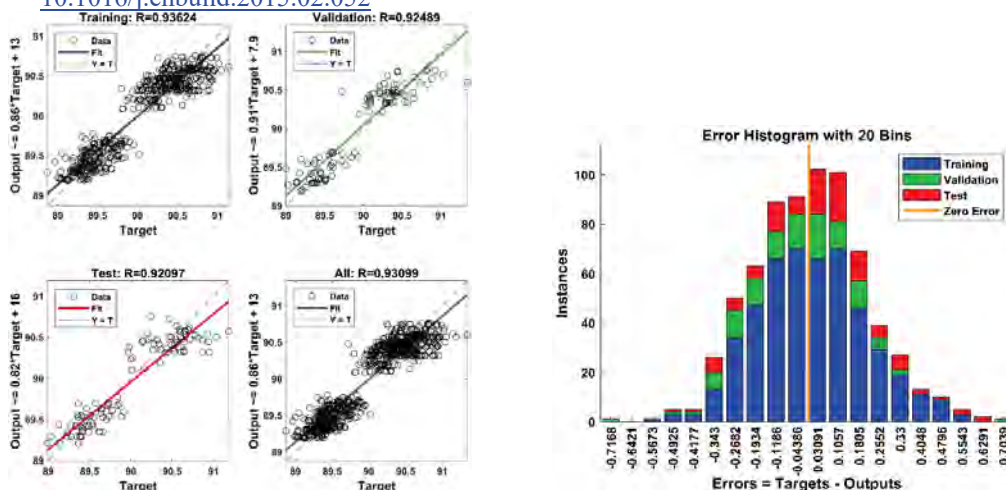 10.1016/j.enbuild.2015.02.052
Training: R=0.93624
Output ~= 0.86*Target + 13
91
90.5
90
89.5
89
Data
Fit
Y = T
89 89.5 90 90.5 91
Target
Validation: R=0.92489
Output ~= 0.91*Target + 7.9
91
90.5
90
89.5
89
Data
Fit
Y = T
89 89.5 90 90.5 91
Target
Test: R=0.92097
Output ~= 0.82*Target + 16
91
90.5
90
89.5
89
Data
Fit
Y = T
89 89.5 90 90.5 91
Target
All: R=0.93099
Output ~= 0.86*Target + 13
91
90.5
90
89.5
89
Data
Fit
Y = T
89 89.5 90 90.5 91
Target
Error Histogram with 20 Bins
Instances
100
80
60
40
20
0
Training
Validation
Test
Zero Error
-0.7168 -0.6421 -0.5673 -0.4925 -0.4177 -0.343 -0.2682 -0.1934 -0.1186 -0.04386 0.03091 0.1057 0.1805 0.2552 0.33 0.4048 0.4796 0.5543 0.6291 0.7039
Errors = Targets - Outputs